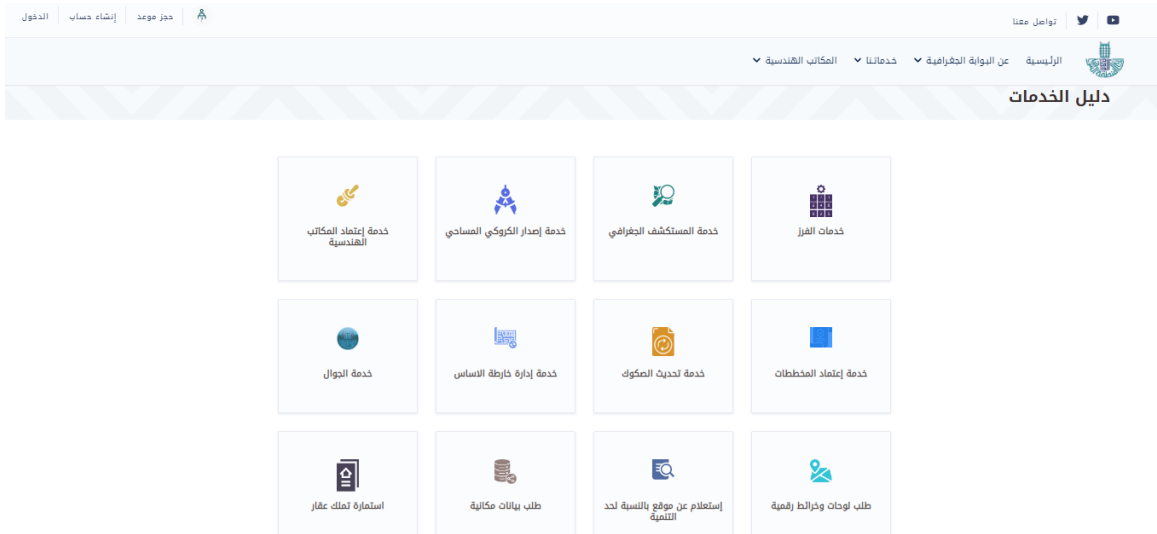 تواصل معنا
حجز موعد
إنشاء حساب
الدخول
الرئيسية
عن البوابة الجغرافية
خدماتنا
المكاتب الهندسية
دليل الخدمات
خدمات الفرز
خدمة المستكشف الجغرافي
خدمة إصدار الكروكي المساحي
خدمة إعتماد المكاتب
الهندسية
خدمة إعتماد المخططات
خدمة تحديث الصكوك
خدمة إدارة خارطة الاساس
خدمة الجوال
طلب لوحات وخرائط رقمية
إستعلام عن موقع بالنسبة لحد
التنمية
طلب بيانات مكانية
استمارة تملك عقار